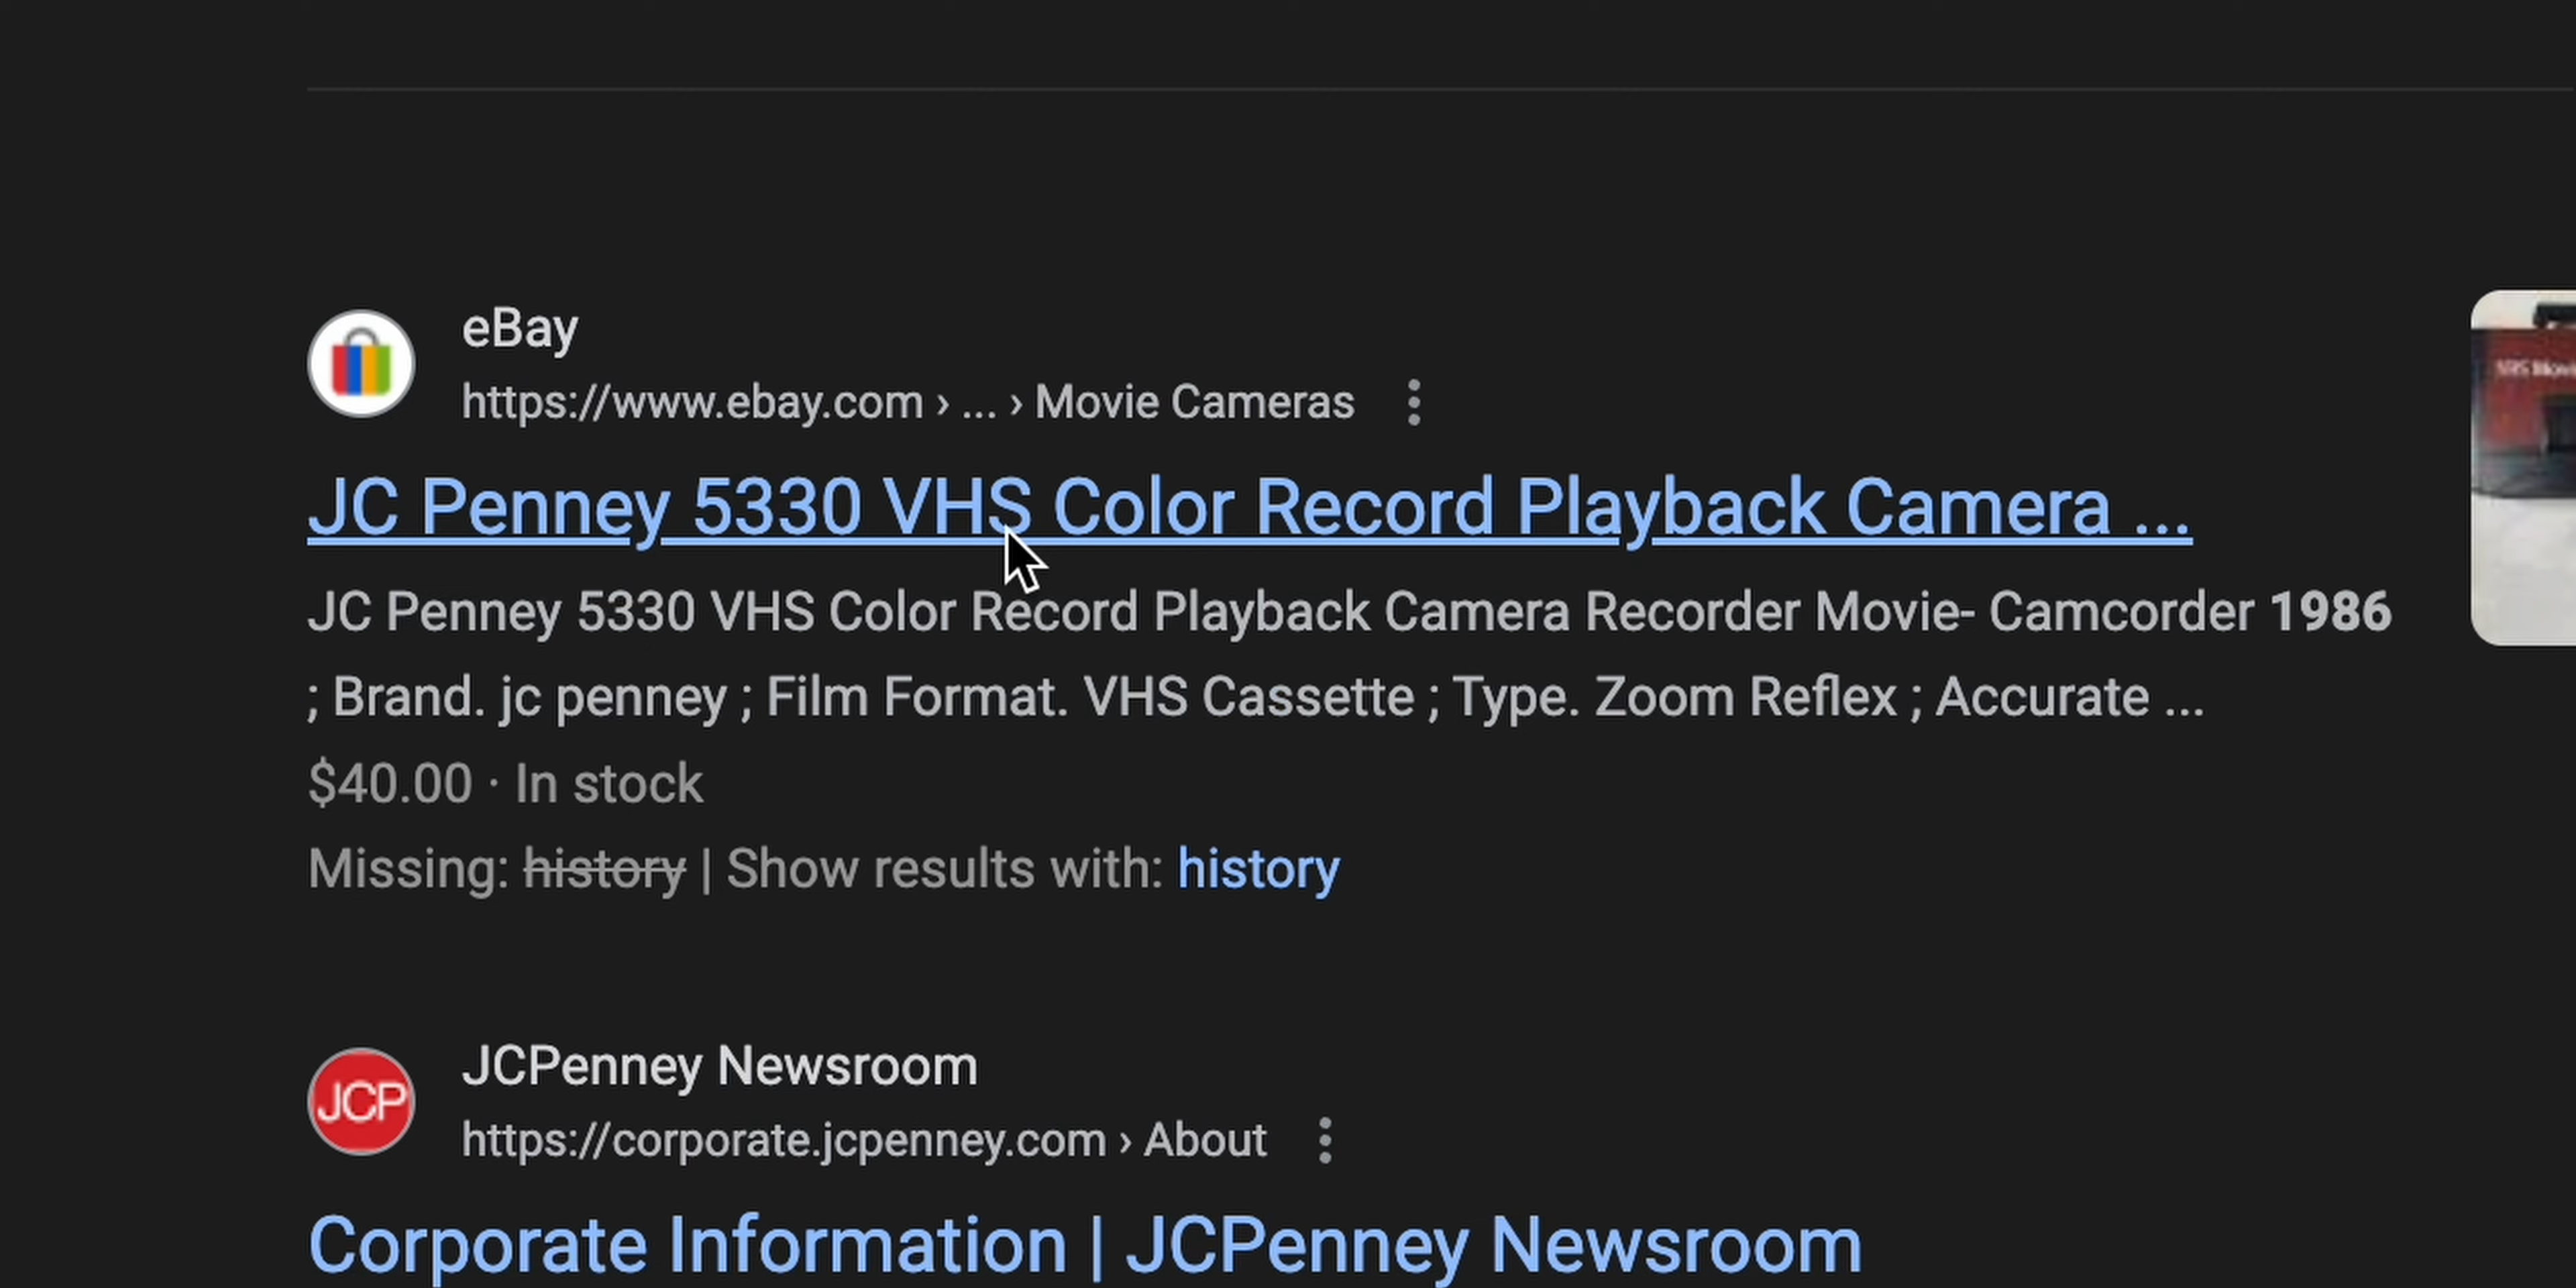 eBay
https://www.ebay.com › ... › Movie Cameras
JC Penney 5330 VHS Color Record Playback Camera ...
JC Penney 5330 VHS Color Record Playback Camera Recorder Movie- Camcorder 1986
; Brand. jc penney ; Film Format. VHS Cassette ; Type. Zoom Reflex ; Accurate ...
$40.00 · In stock
Missing: history | Show results with: history
JCP
JCPenney Newsroom
https://corporate.jcpenney.com › About
Corporate Information | JCPenney Newsroom